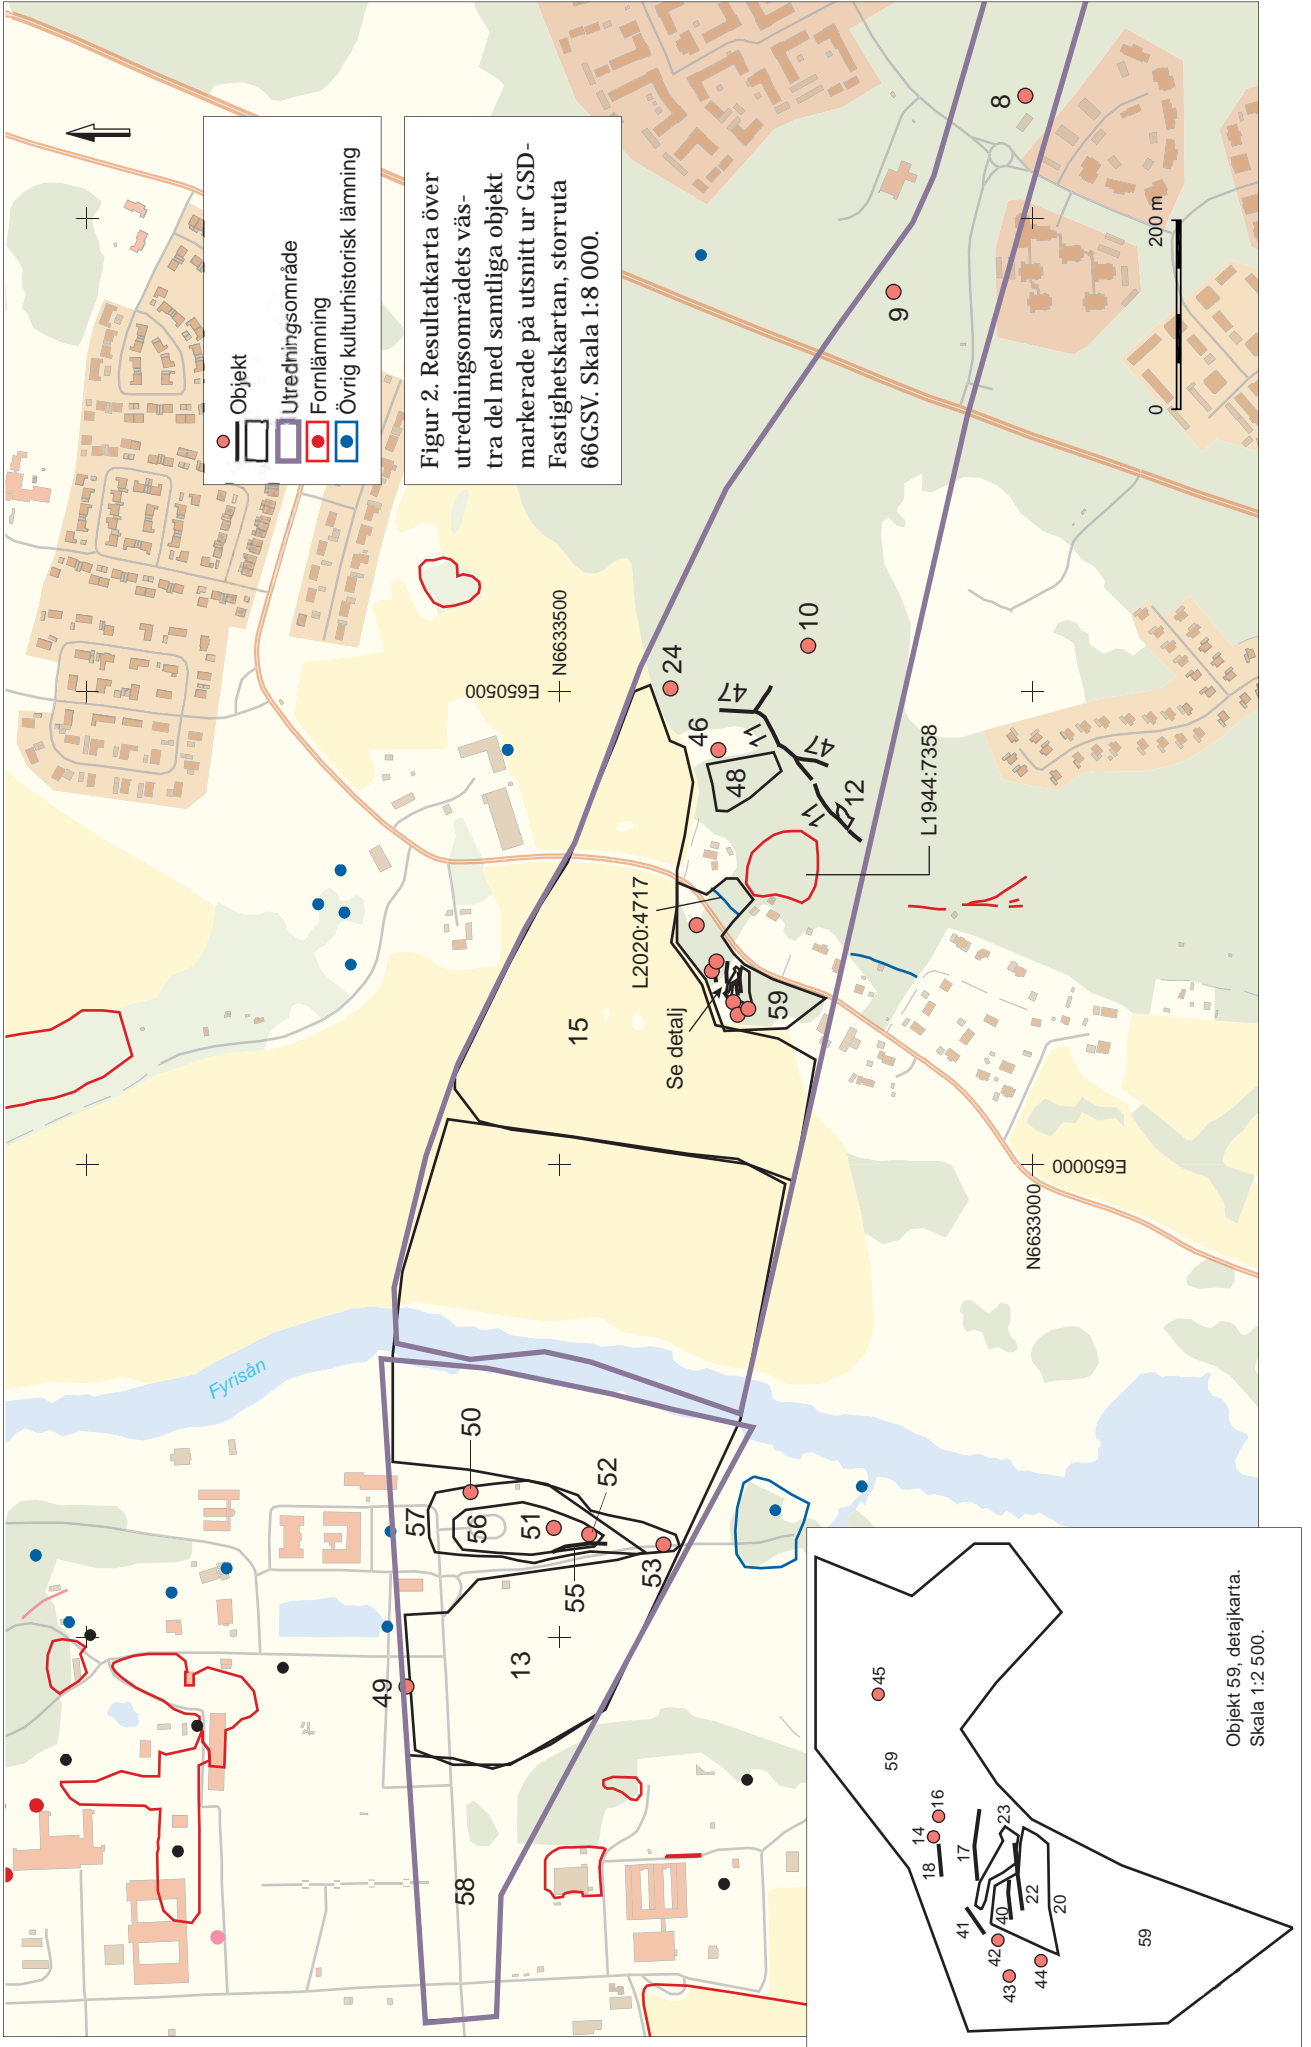 Objekt
Utredningsområde
Fornlämning
Övrig kulturhistorisk lämning
Figur 2. Resultatkarta över
utredningsområdets väs-
tra del med samtliga objekt
markerade på utsnitt ur GSD-
Fastighetskartan, storruta
66GSV. Skala 1:8 000.
8
9
0
200 m
N6633500
E650500
24
10
46
47
11
48
47
12
11
L1944:7358
L2020:4717
Se detalj
59
15
E650000
N6633000
Fyrisån
50
57
56
52
51
53
55
13
49
58
45
59
16
14
18
17
23
22
20
40
41
42
43
44
59
Objekt 59, detajkarta.
Skala 1:2 500.